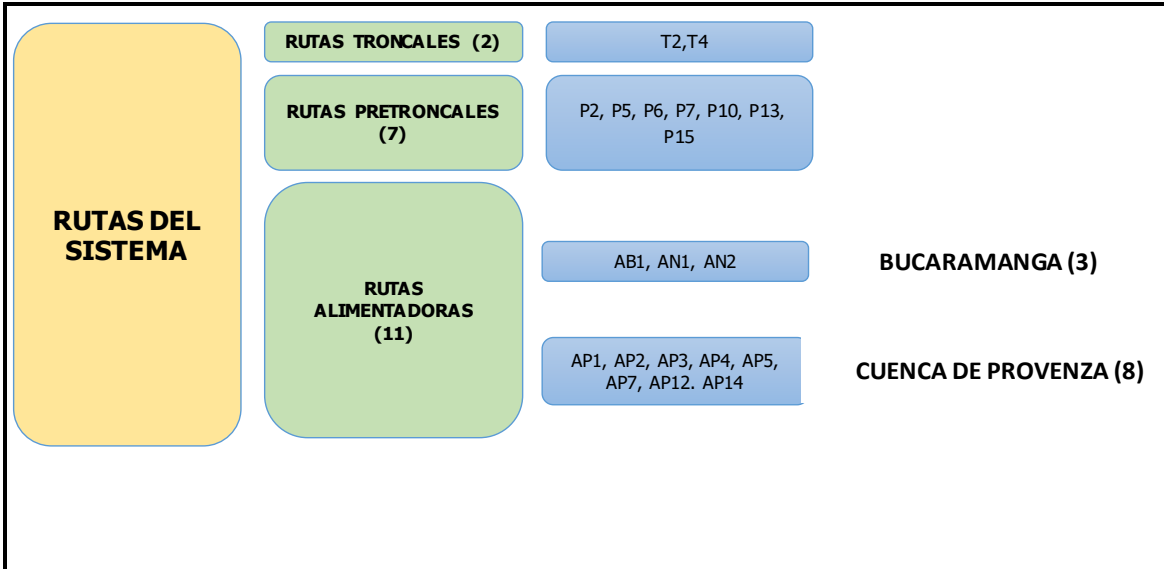 RUTAS DEL
SISTEMA
RUTAS TRONCALES (2)
T2,T4
RUTAS PRETRONCALES
(7)
P2, P5, P6, P7, P10, P13,
P15
RUTAS
ALIMENTADORAS
(11)
AB1, AN1, AN2
BUCARAMANGA (3)
AP1, AP2, AP3, AP4, AP5,
AP7, AP12. AP14
CUENCA DE PROVENZA (8)